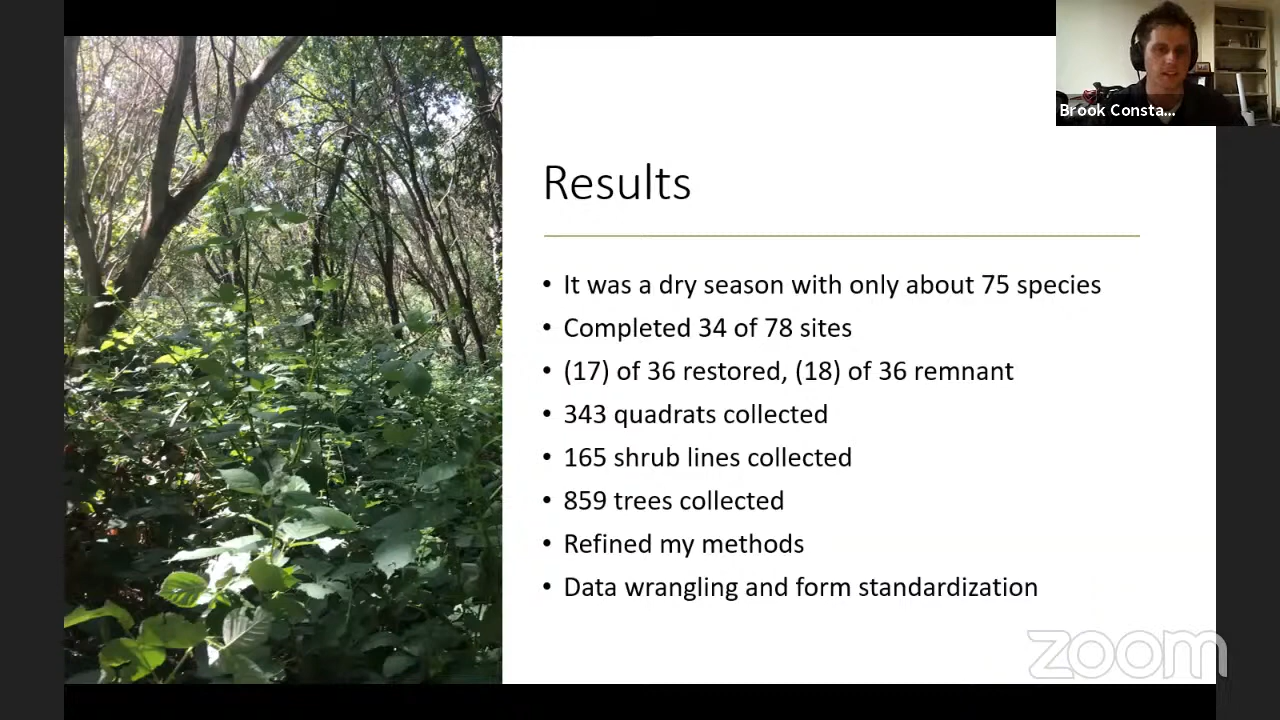 Brook Consta...
Results
• It was a dry season with only about 75 species
• Completed 34 of 78 sites
• (17) of 36 restored, (18) of 36 remnant
• 343 quadrats collected
• 165 shrub lines collected
• 859 trees collected
• Refined my methods
• Data wrangling and form standardization
zoom